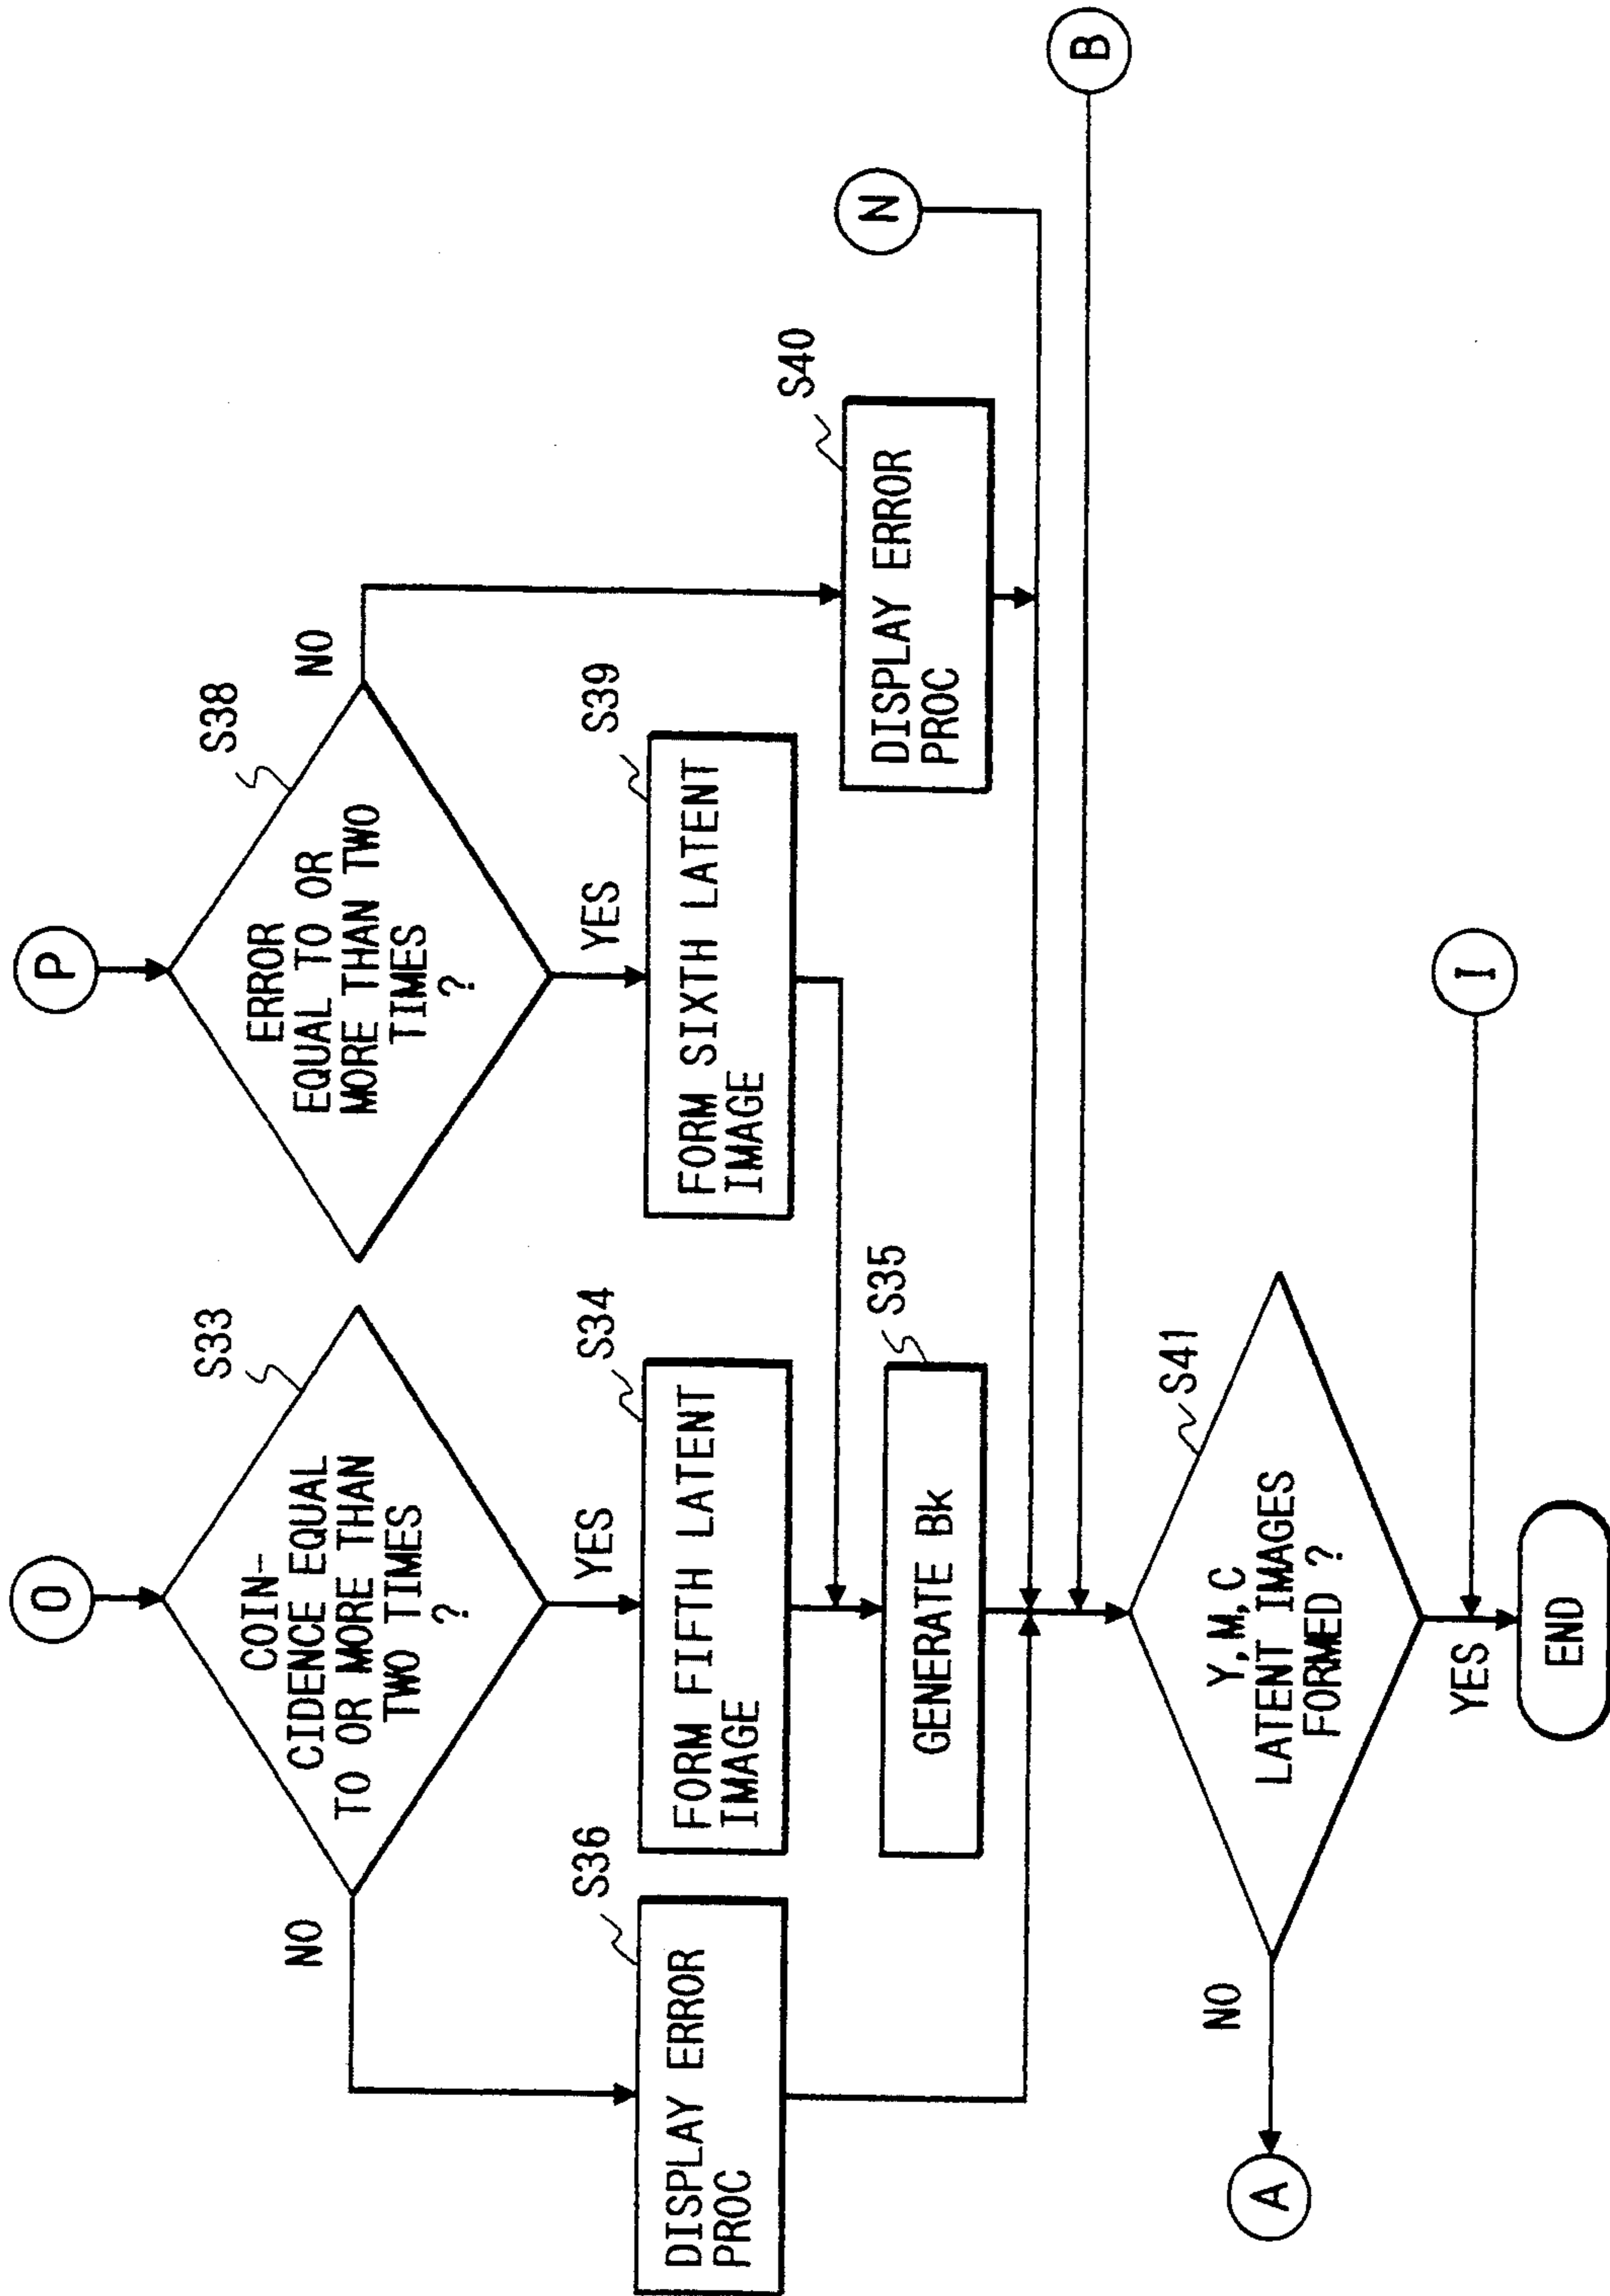 O
P
S33
COIN-
CIDENCE EQUAL
TO OR MORE THAN
TWO TIMES
?
NO
YES
S38
ERROR
EQUAL TO OR
MORE THAN TWO
TIMES
?
NO
YES
S36
DISPLAY ERROR
PROC
S34
FORM FIFTH LATENT
IMAGE
S39
FORM SIXTH LATENT
IMAGE
S40
DISPLAY ERROR
PROC
S35
GENERATE Bk
N
B
S41
Y, M, C
LATENT IMAGES
FORMED ?
NO
A
YES
I
END